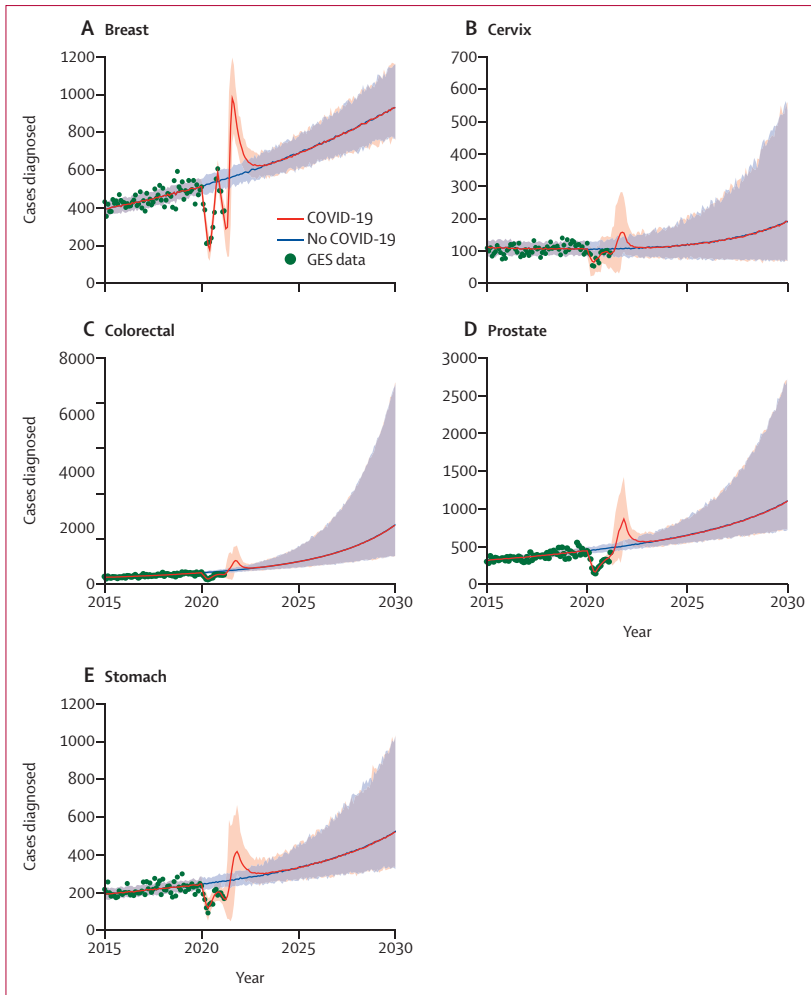 A Breast
1200
1000
800
600
400
200
0
Cases diagnosed
COVID-19
No COVID-19
GES data
B Cervix
700
600
500
400
300
200
100
0
C Colorectal
8000
6000
4000
2000
0
Cases diagnosed
2015 2020 2025 2030
D Prostate
3000
2500
2000
1500
1000
500
0
2015 2020 2025 2030
Year
E Stomach
1200
1000
800
600
400
200
0
Cases diagnosed
2015 2020 2025 2030
Year